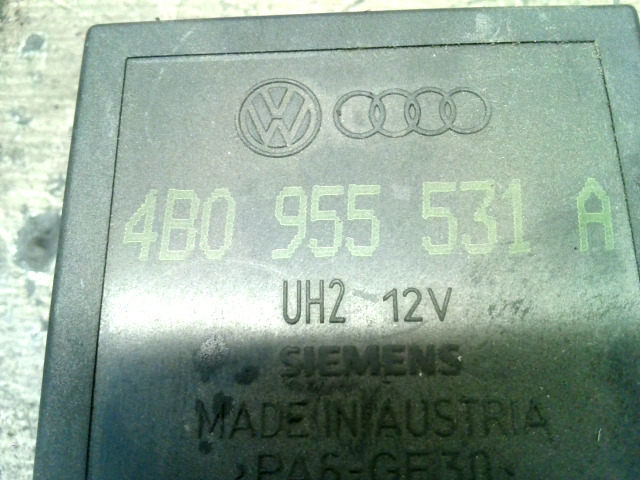 4B0 955 531 A
UH2 12V
SIEMENS
MADE IN AUSTRIA
>PA6-GF30<